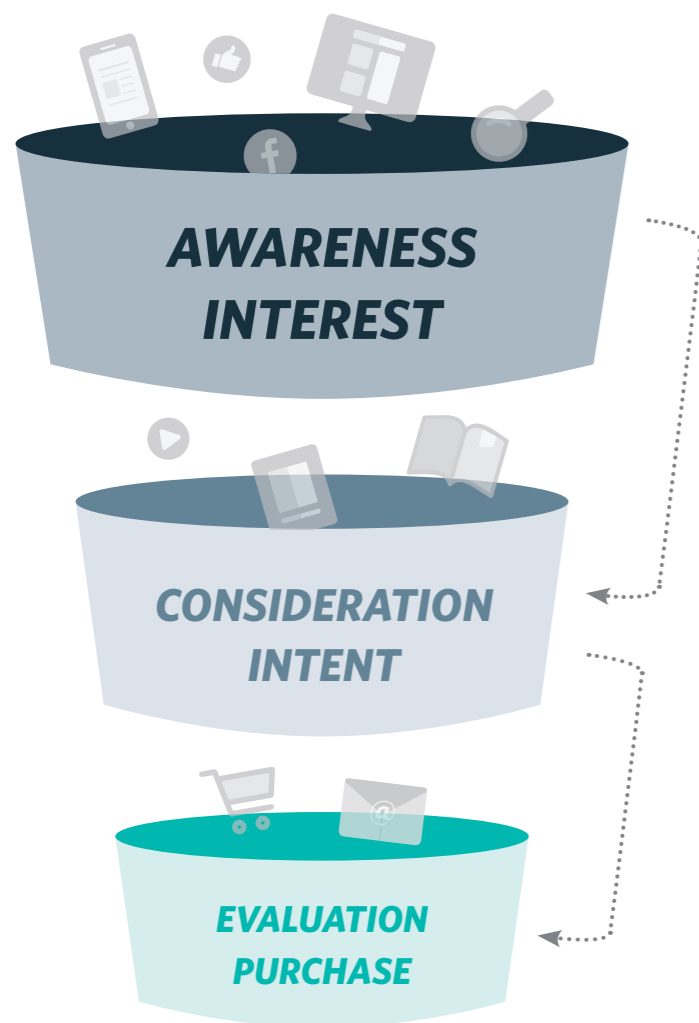 AWARENESS
INTEREST
CONSIDERATION
INTENT
@
EVALUATION
PURCHASE